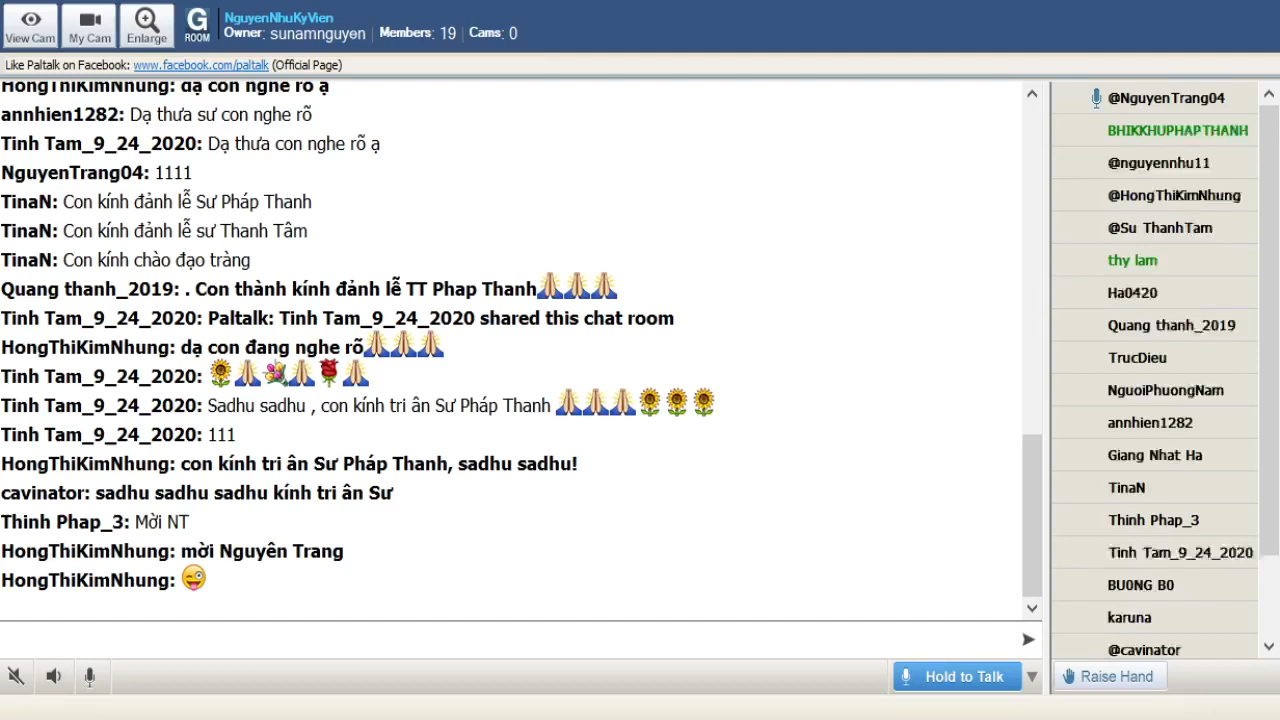 View Cam
My Cam
Enlarge
G
ROOM
NguyenNhuKyVien
Owner: sunamnguyen | Members: 19 | Cams: 0
Like Paltalk on Facebook: www.facebook.com/paltalk (Official Page)
HongThiKimNhung: dạ con nghe rõ ạ
annhien1282: Dạ thưa sư con nghe rõ
Tinh Tam_9_24_2020: Dạ thưa con nghe rõ ạ
NguyenTrang04: 1111
TinaN: Con kính đảnh lễ Sư Pháp Thanh
TinaN: Con kính đảnh lễ sư Thanh Tâm
TinaN: Con kính chào đạo tràng
Quang thanh_2019: . Con thành kính đảnh lễ TT Phap Thanh🙏🙏🙏
Tinh Tam_9_24_2020: Paltalk: Tinh Tam_9_24_2020 shared this chat room
HongThiKimNhung: dạ con đang nghe rõ🙏🙏🙏
Tinh Tam_9_24_2020: 🌻🙏💐🙏🌹🙏
Tinh Tam_9_24_2020: Sadhu sadhu , con kính tri ân Sư Pháp Thanh 🙏🙏🙏🌻🌻🌻
Tinh Tam_9_24_2020: 111
HongThiKimNhung: con kính tri ân Sư Pháp Thanh, sadhu sadhu!
cavinator: sadhu sadhu sadhu kính tri ân Sư
Thinh Phap_3: Mời NT
HongThiKimNhung: mời Nguyên Trang
HongThiKimNhung: 😜
Hold to Talk
@NguyenTrang04
BHIKKHUPHAPTHANH
@nguyennhu11
@HongThiKimNhung
@Su ThanhTam
thy lam
Ha0420
Quang thanh_2019
TrucDieu
NguoiPhuongNam
annhien1282
Giang Nhat Ha
TinaN
Thinh Phap_3
Tinh Tam_9_24_2020
BU0NG B0
karuna
@cavinator
Raise Hand